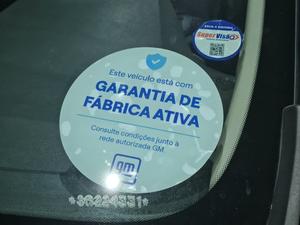 SuperVisão
Este veículo está com
GARANTIA DE
FÁBRICA ATIVA
Consulte condições junto à
rede autorizada GM.
gm